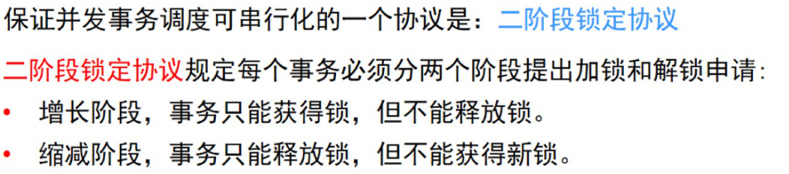 保证并发事务调度可串行化的一个协议是：二阶段锁定协议
二阶段锁定协议规定每个事务必须分两个阶段提出加锁和解锁申请：
• 增长阶段，事务只能获得锁，但不能释放锁。
• 缩减阶段，事务只能释放锁，但不能获得新锁。